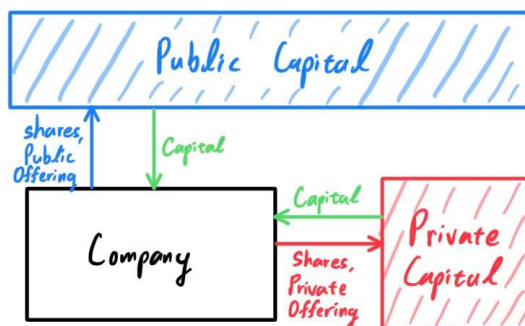 Public Capital
shares,
Public
Offering
Capital
Company
Capital
Shares,
Private
Offering
Private
Capital